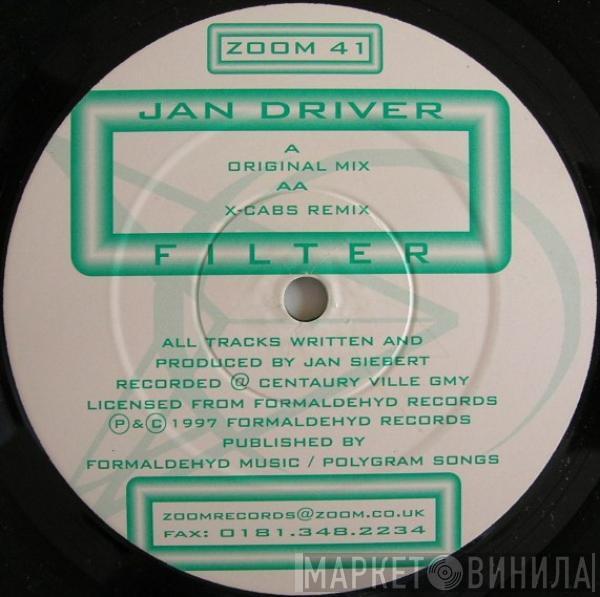 ZOOM 41
JAN DRIVER
A
ORIGINAL MIX
AA
X-CABS REMIX
FILTER
ALL TRACKS WRITTEN AND
PRODUCED BY JAN SIEBERT
RECORDED @ CENTAURY VILLE GMY
LICENSED FROM FORMALDEHYD RECORDS
Ⓟ&Ⓒ1997 FORMALDEHYD RECORDS
PUBLISHED BY
FORMALDEHYD MUSIC / POLYGRAM SONGS
ZOOMRECORDS@ZOOM.CO.UK
FAX: 0181.348.2234
МАРКЕТ ВИНИЛА